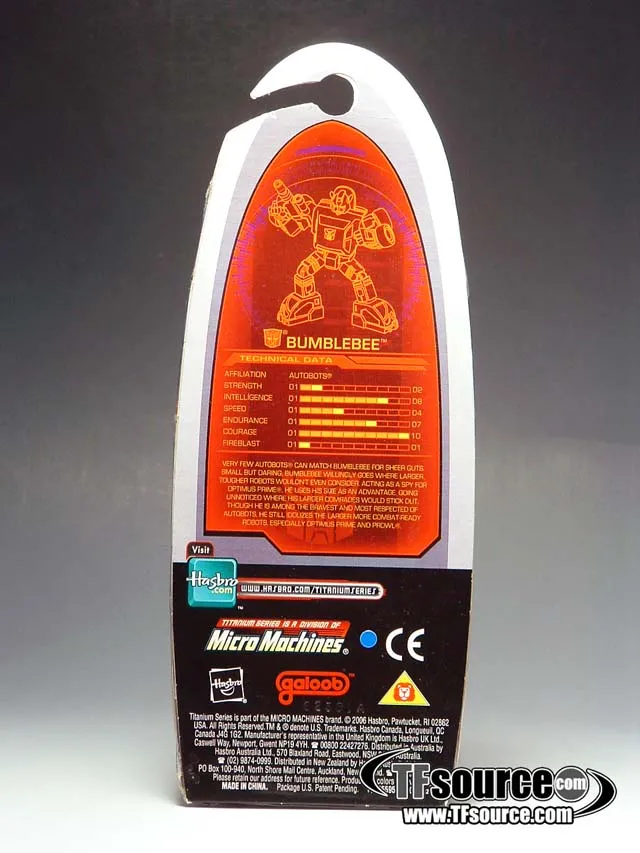 BUMBLEBEE™
TECHNICAL DATA
AFFILIATION AUTOBOTS®
STRENGTH 01 02
INTELLIGENCE 01 08
SPEED 01 04
ENDURANCE 01 07
COURAGE 01 10
FIREBLAST 01 01
VERY FEW AUTOBOTS® CAN MATCH BUMBLEBEE FOR SHEER GUTS.
SMALL BUT DARING, BUMBLEBEE WILLINGLY GOES WHERE LARGER,
TOUGHER ROBOTS WOULDN'T EVEN CONSIDER. ACTING AS A SPY FOR
OPTIMUS PRIME®, HE USES HIS SIZE AS AN ADVANTAGE, GOING
UNNOTICED WHERE HIS LARGER COMRADES WOULD STICK OUT.
THOUGH HE IS AMONG THE BRAVEST AND MOST RESPECTED OF
AUTOBOTS, HE STILL IDOLIZES THE LARGER MORE COMBAT-READY
ROBOTS, ESPECIALLY OPTIMUS PRIME AND PROWL®.
Visit
Hasbro
.com
WWW.HASBRO.COM/TITANIUMSERIES
™
TITANIUM SERIES IS A DIVISION OF
Micro Machines®
CE
Hasbro
galoob
Titanium Series is part of the MICRO MACHINES brand. © 2006 Hasbro, Pawtucket, RI 02862
USA. All Rights Reserved.TM & ® denote U.S. Trademarks. Hasbro Canada, Longueuil, QC
Canada J4G 1G2. Manufacturer's representative in the United Kingdom is Hasbro UK Ltd.,
Caswell Way, Newport, Gwent NP19 4YH. ☎ 00800 22427276. Distributed in Australia by
Hasbro Australia Ltd., 570 Blaxland Road, Eastwood, NSW
☎ (02) 9874-0999. Distributed in New Zealand by
PO Box 100-940, North Shore Mail Centre, Auckland, New
Please retain our address for future reference. colors
MADE IN CHINA. Package U.S. Patent Pending.
TFsource.com
www.TFsource.com